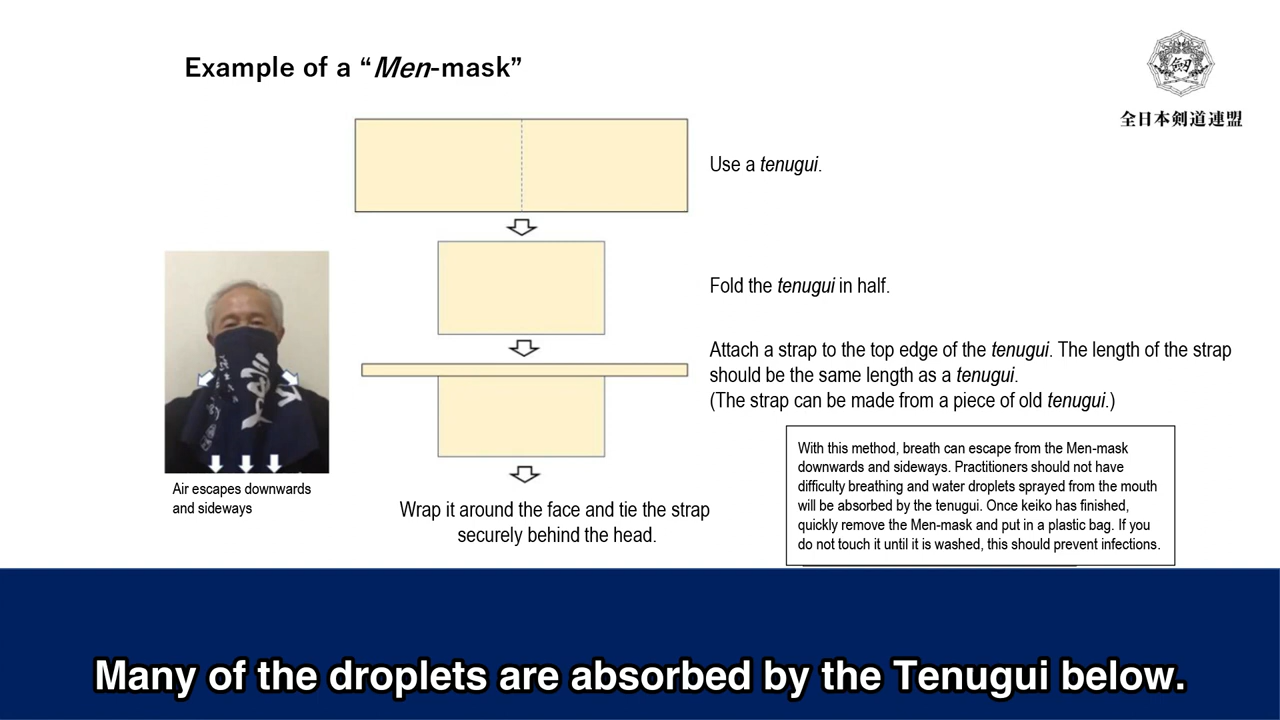 Example of a “Men-mask”
全日本剣道連盟
Use a tenugui.
Fold the tenugui in half.
Attach a strap to the top edge of the tenugui. The length of the strap
should be the same length as a tenugui.
(The strap can be made from a piece of old tenugui.)
With this method, breath can escape from the Men-mask
downwards and sideways. Practitioners should not have
difficulty breathing and water droplets sprayed from the mouth
will be absorbed by the tenugui. Once keiko has finished,
quickly remove the Men-mask and put in a plastic bag. If you
do not touch it until it is washed, this should prevent infections.
Air escapes downwards
and sideways
Wrap it around the face and tie the strap
securely behind the head.
Many of the droplets are absorbed by the Tenugui below.